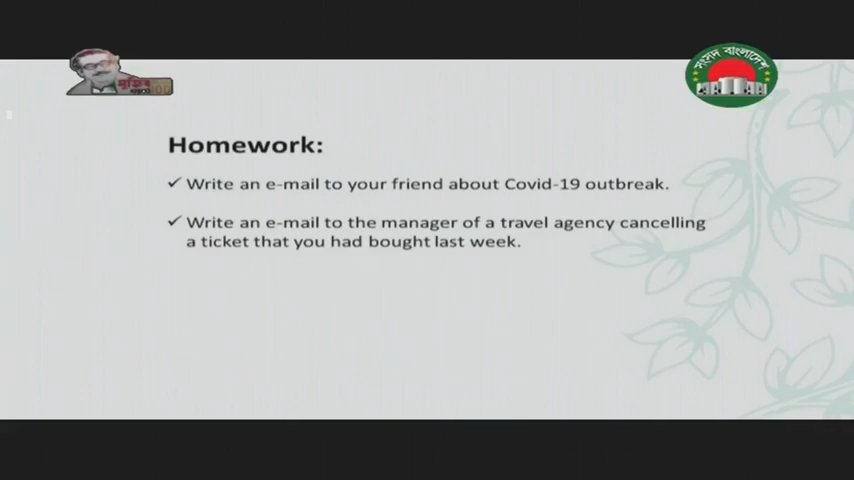 সংসদ বাংলাদেশ
Homework:
✓ Write an e-mail to your friend about Covid-19 outbreak.
✓ Write an e-mail to the manager of a travel agency cancelling
a ticket that you had bought last week.